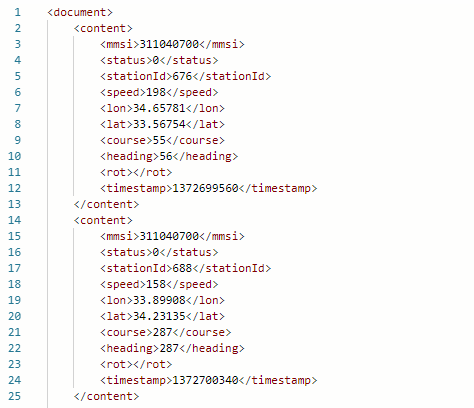 1 <document>
2 <content>
3 <mmsi>311040700</mmsi>
4 <status>0</status>
5 <stationId>676</stationId>
6 <speed>198</speed>
7 <lon>34.65781</lon>
8 <lat>33.56754</lat>
9 <course>55</course>
10 <heading>56</heading>
11 <rot></rot>
12 <timestamp>1372699560</timestamp>
13 </content>
14 <content>
15 <mmsi>311040700</mmsi>
16 <status>0</status>
17 <stationId>688</stationId>
18 <speed>158</speed>
19 <lon>33.89908</lon>
20 <lat>34.23135</lat>
21 <course>287</course>
22 <heading>287</heading>
23 <rot></rot>
24 <timestamp>1372700340</timestamp>
25 </content>